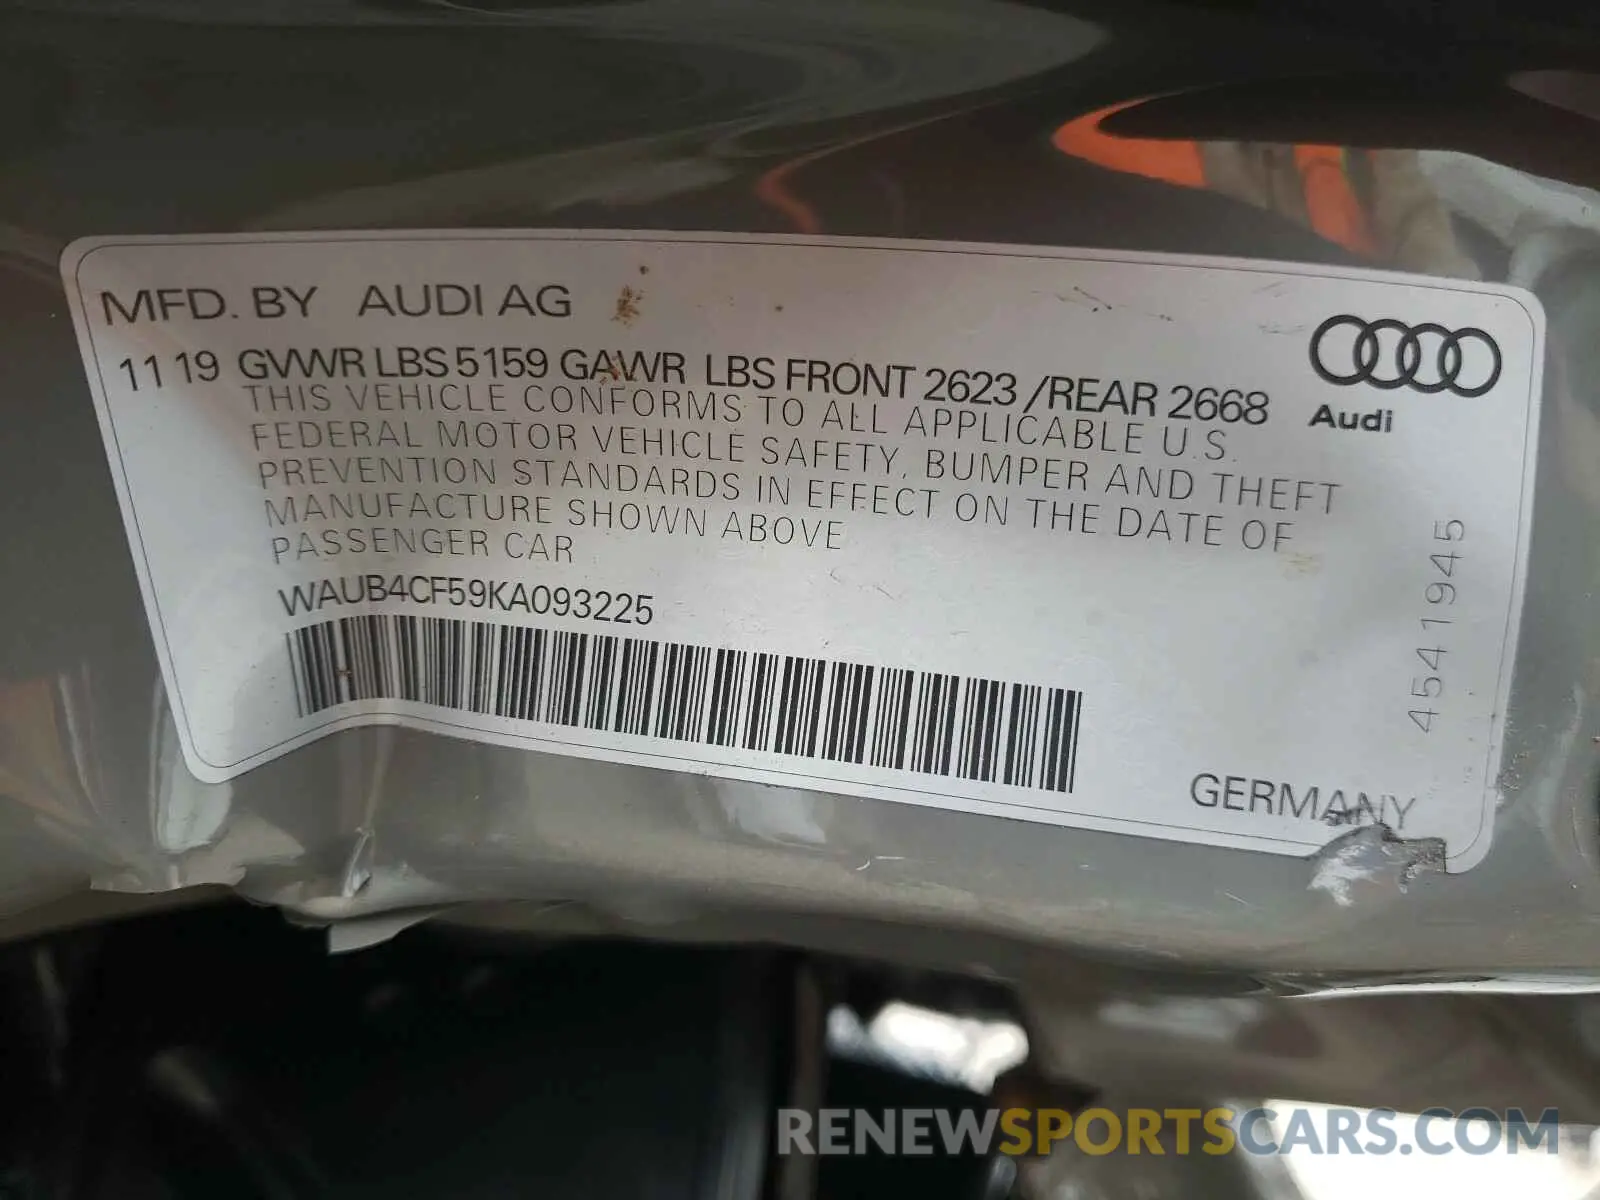 MFD. BY AUDI AG
11 19 GVWR LBS 5159 GAWR LBS FRONT 2623 /REAR 2668
THIS VEHICLE CONFORMS TO ALL APPLICABLE U.S.
FEDERAL MOTOR VEHICLE SAFETY, BUMPER AND THEFT
PREVENTION STANDARDS IN EFFECT ON THE DATE OF
MANUFACTURE SHOWN ABOVE
PASSENGER CAR
WAUB4CF59KA093225
Audi
4541945
GERMANY
RENEWSPORTSCARS.COM